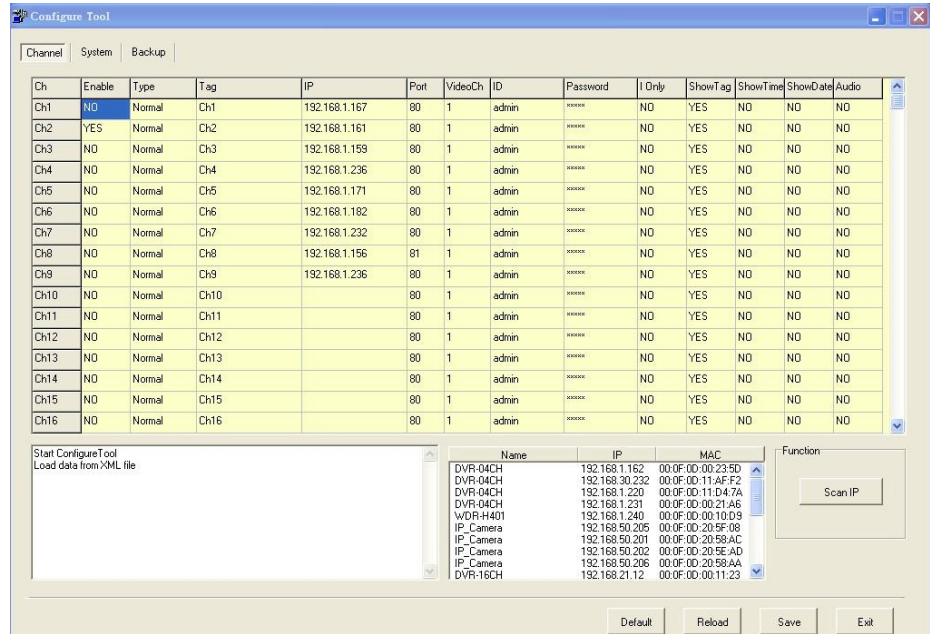 Configure Tool
Channel System Backup
Ch Enable Type Tag IP Port VideoCh ID Password I Only ShowTag ShowTime ShowDate Audio
Ch1 NO Normal Ch1 192.168.1.167 80 1 admin xxxxx NO YES NO NO NO
Ch2 YES Normal Ch2 192.168.1.161 80 1 admin xxxxx NO YES NO NO NO
Ch3 NO Normal Ch3 192.168.1.159 80 1 admin xxxxx NO YES NO NO NO
Ch4 NO Normal Ch4 192.168.1.236 80 1 admin xxxxx NO YES NO NO NO
Ch5 NO Normal Ch5 192.168.1.171 80 1 admin xxxxx NO YES NO NO NO
Ch6 NO Normal Ch6 192.168.1.182 80 1 admin xxxxx NO YES NO NO NO
Ch7 NO Normal Ch7 192.168.1.232 80 1 admin xxxxx NO YES NO NO NO
Ch8 NO Normal Ch8 192.168.1.156 81 1 admin xxxxx NO YES NO NO NO
Ch9 NO Normal Ch9 192.168.1.236 80 1 admin xxxxx NO YES NO NO NO
Ch10 NO Normal Ch10 80 1 admin xxxxx NO YES NO NO NO
Ch11 NO Normal Ch11 80 1 admin xxxxx NO YES NO NO NO
Ch12 NO Normal Ch12 80 1 admin xxxxx NO YES NO NO NO
Ch13 NO Normal Ch13 80 1 admin xxxxx NO YES NO NO NO
Ch14 NO Normal Ch14 80 1 admin xxxxx NO YES NO NO NO
Ch15 NO Normal Ch15 80 1 admin xxxxx NO YES NO NO NO
Ch16 NO Normal Ch16 80 1 admin xxxxx NO YES NO NO NO
Start ConfigureTool
Load data from XML file
Name IP MAC
DVR-04CH 192.168.1.162 00:0F:0D:00:23:5D
DVR-04CH 192.168.30.232 00:0F:0D:11:AF:F2
DVR-04CH 192.168.1.220 00:0F:0D:11:D4:7A
DVR-04CH 192.168.1.231 00:0F:0D:00:21:A6
WDR-H401 192.168.1.240 00:0F:0D:00:10:D9
IP_Camera 192.168.50.205 00:0F:0D:20:5F:08
IP_Camera 192.168.50.201 00:0F:0D:20:58:AC
IP_Camera 192.168.50.202 00:0F:0D:20:5E:AD
IP_Camera 192.168.50.206 00:0F:0D:20:58:AA
DVR-16CH 192.168.21.12 00:0F:0D:00:11:23
Function
Scan IP
Default Reload Save Exit